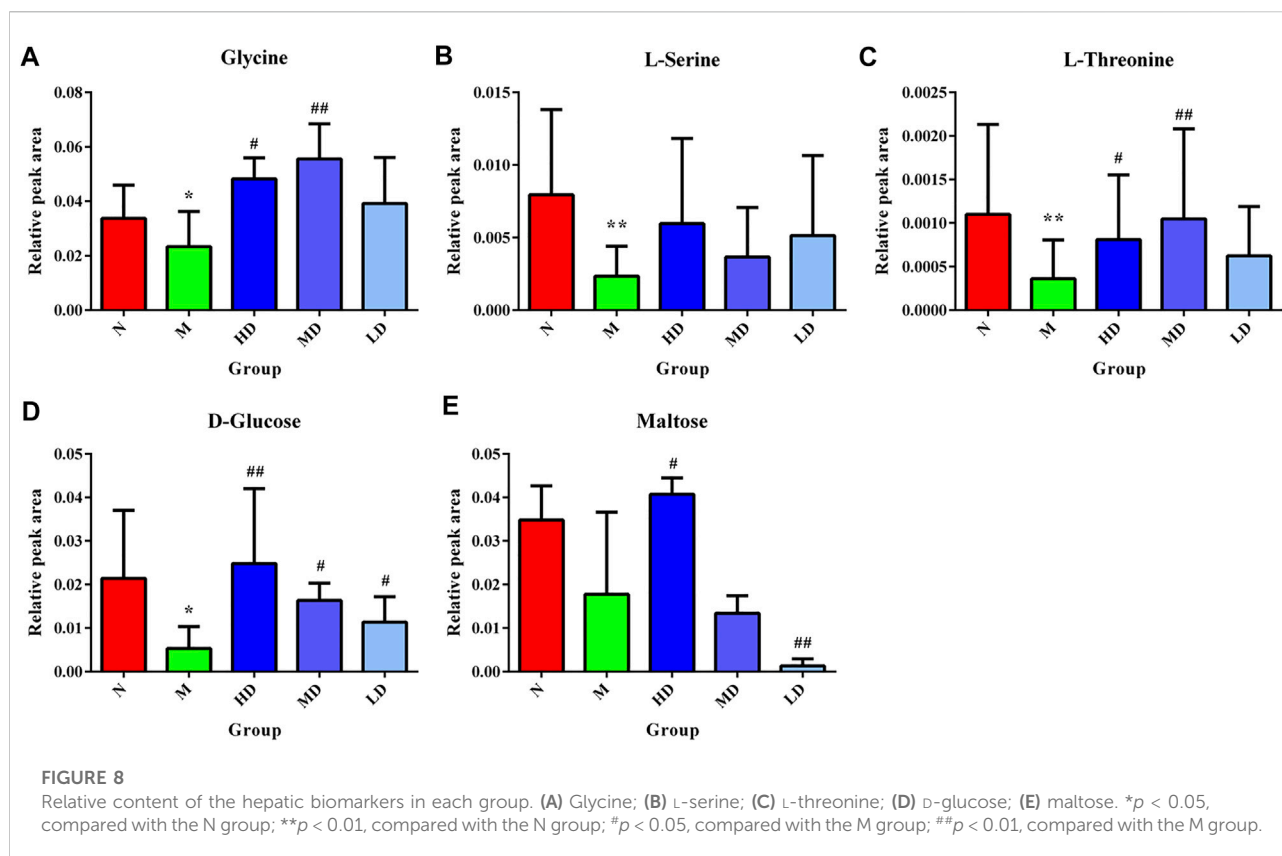 A
Glycine
Relative peak area
0.08
0.06
0.04
0.02
0.00
*
#
##
N
M
HD
MD
LD
Group
B
L-Serine
Relative peak area
0.015
0.010
0.005
0.000
**
N
M
HD
MD
LD
Group
C
L-Threonine
Relative peak area
0.0025
0.0020
0.0015
0.0010
0.0005
0.0000
**
#
##
N
M
HD
MD
LD
Group
D
D-Glucose
Relative peak area
0.05
0.04
0.03
0.02
0.01
0.00
*
##
#
#
N
M
HD
MD
LD
Group
E
Maltose
Relative peak area
0.05
0.04
0.03
0.02
0.01
0.00
#
##
N
M
HD
MD
LD
Group
FIGURE 8
Relative content of the hepatic biomarkers in each group. (A) Glycine; (B) L-serine; (C) L-threonine; (D) D-glucose; (E) maltose. *p < 0.05,
compared with the N group; **p < 0.01, compared with the N group; #p < 0.05, compared with the M group; ##p < 0.01, compared with the M group.